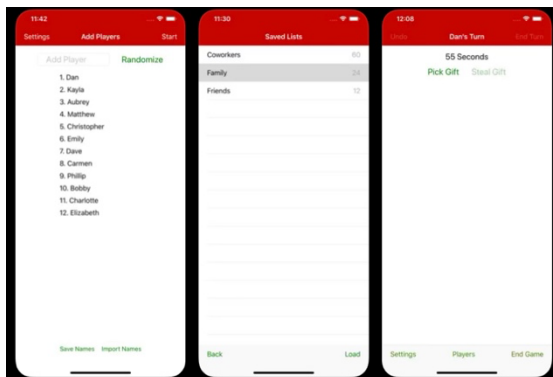 11:42
Settings Add Players Start
Add Player Randomize
1. Dan
2. Kayla
3. Aubrey
4. Matthew
5. Christopher
6. Emily
7. Dave
8. Carmen
9. Phillip
10. Bobby
11. Charlotte
12. Elizabeth
Save Names Import Names
11:30
Saved Lists
Coworkers 60
Family 24
Friends 12
Back Load
12:08
Undo Dan's Turn End Turn
55 Seconds
Pick Gift Steal Gift
Settings Players End Game